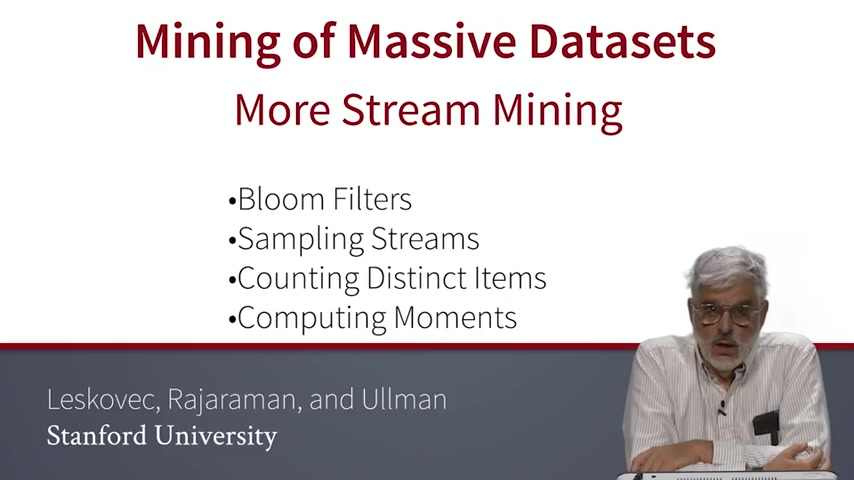 Mining of Massive Datasets
More Stream Mining
•Bloom Filters
•Sampling Streams
•Counting Distinct Items
•Computing Moments
Leskovec, Rajaraman, and Ullman
Stanford University